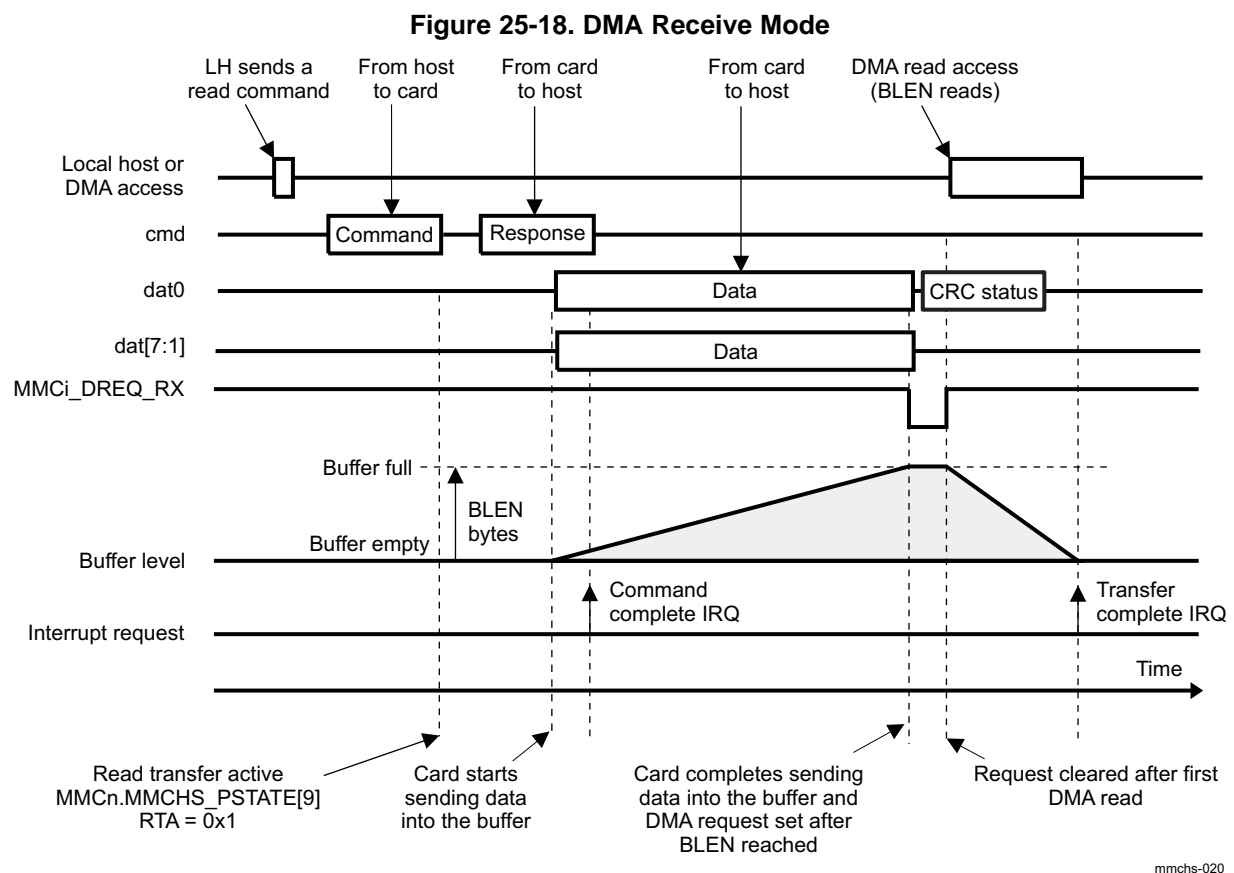 Figure 25-18. DMA Receive Mode
LH sends a
read command
From host
to card
From card
to host
From card
to host
DMA read access
(BLEN reads)
Local host or
DMA access
cmd
Command
Response
dat0
Data
CRC status
dat[7:1]
Data
MMCi_DREQ_RX
Buffer full
BLEN
bytes
Buffer empty
Buffer level
Command
complete IRQ
Transfer
complete IRQ
Interrupt request
Time
Read transfer active
MMCn.MMCHS_PSTATE[9]
RTA = 0x1
Card starts
sending data
into the buffer
Card completes sending
data into the buffer and
DMA request set after
BLEN reached
Request cleared after first
DMA read
mmchs-020